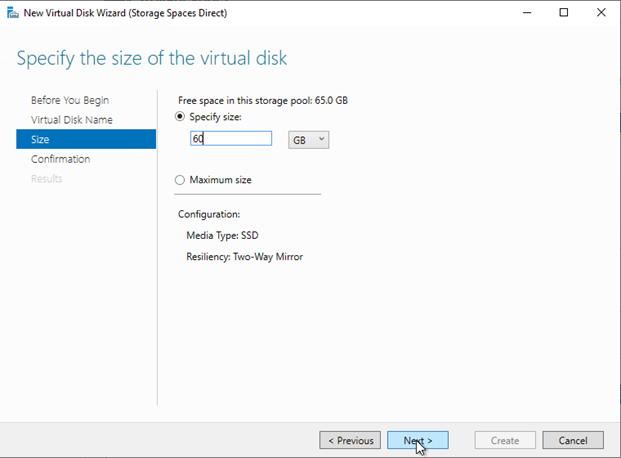 New Virtual Disk Wizard (Storage Spaces Direct)
Specify the size of the virtual disk
Before You Begin
Virtual Disk Name
Size
Confirmation
Results
Free space in this storage pool: 65.0 GB
Specify size:
60 GB
Maximum size
Configuration:
Media Type: SSD
Resiliency: Two-Way Mirror
< Previous Next > Create Cancel